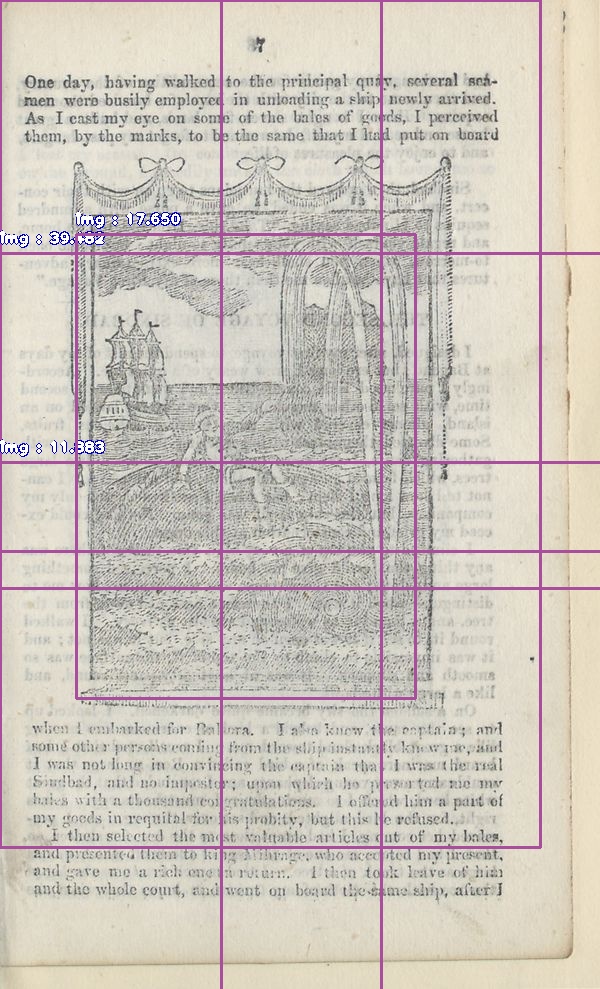 7
One day, having walked to the principal quay, several sea-
men were busily employed in unloading a ship newly arrived.
As I cast my eye on some of the bales of goods, I perceived
them, by the marks, to be the same that I had put on board
Img : 17.650
Img : 39.
Img : 11.383
when I embarked for Balsora. I also knew the captain; and
some other persons coming from the ship instantly knew me, and
I was not long in convincing the captain that I was the real
Sindbad, and no impostor; upon which he presented me my
bales with a thousand congratulations. I offered him a part of
my goods in requital for his probity, but this he refused.
I then selected the most valuable articles out of my bales,
and presented them to king Mihrage, who accepted my present,
and gave me a rich one in return. I then took leave of him
and the whole court, and went on board the same ship, after I